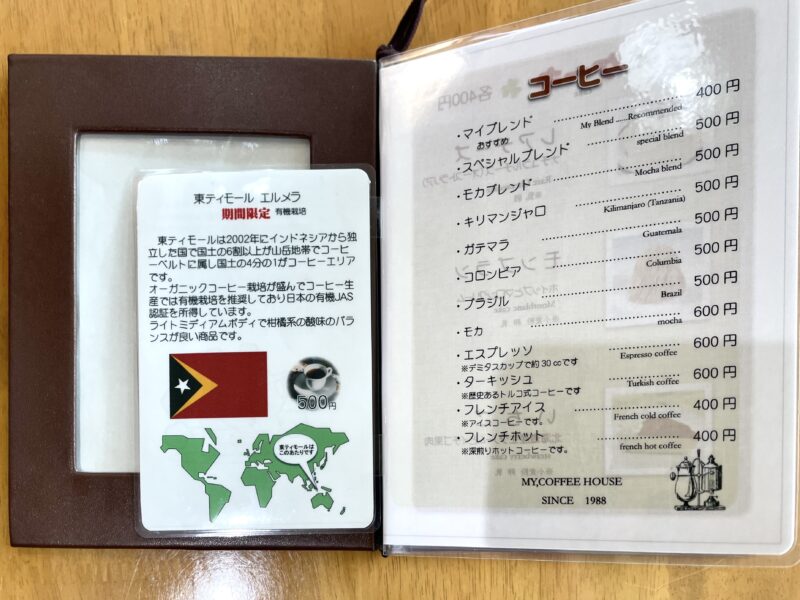 東ティモール エルメラ
期間限定 有機栽培
東ティモールは2002年にインドネシアから独
立した国で国土の6割以上が山岳地帯でコーヒ
ーベルトに属し国土の4分の1がコーヒーエリア
です。
オーガニックコーヒー栽培が盛んでコーヒー生
産では有機栽培を推奨しており日本の有機JAS
認証を所得しています。
ライトミディアムボディで柑橘系の酸味のバラ
ンスが良い商品です。
500円
東ティモールは
このあたりです
コーヒー
・マイブレンド 400円
おすすめ My Blend ......Recommended
・スペシャルブレンド 500円
special blend
・モカブレンド 500円
Mocha blend
・キリマンジャロ 500円
Kilimanjaro (Tanzania)
・ガテマラ 500円
Guatemala
・コロンビア 500円
Columbia
・ブラジル 500円
Brazil
・モカ 600円
mocha
・エスプレッソ 600円
※デミタスカップで約30ccです Espresso coffee
・ターキッシュ 600円
※歴史あるトルコ式コーヒーです Turkish coffee
・フレンチアイス 400円
※アイスコーヒーです。 French cold coffee
・フレンチホット 400円
※深煎りホットコーヒーです。 french hot coffee
MY,COFFEE HOUSE
SINCE 1988